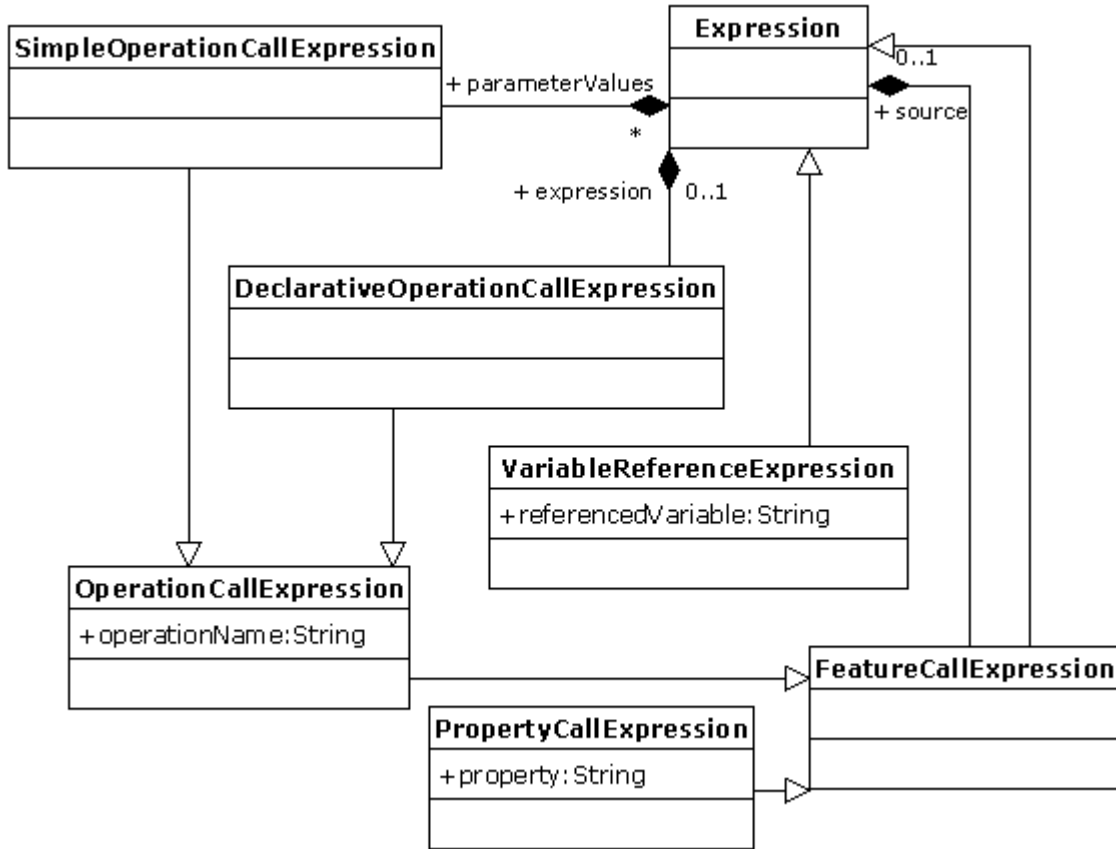 SimpleOperationCallExpression
Expression
0..1
+ parameterValues
*
+ source
+ expression
0..1
DeclarativeOperationCallExpression
VariableReferenceExpression
+referencedVariable:String
OperationCallExpression
+operationName:String
FeatureCallExpression
PropertyCallExpression
+property:String